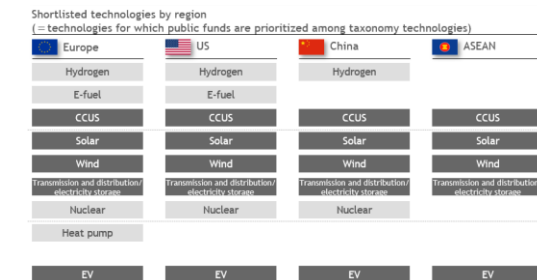 Shortlisted technologies by region
(=technologies for which public funds are prioritized among taxonomy technologies)
Europe US China ASEAN
Hydrogen Hydrogen Hydrogen
E-fuel E-fuel
CCUS CCUS CCUS CCUS
Solar Solar Solar Solar
Wind Wind Wind Wind
Transmission and distribution/ Transmission and distribution/ Transmission and distribution/ Transmission and distribution/
electricity storage electricity storage electricity storage electricity storage
Nuclear Nuclear Nuclear
Heat pump
EV EV EV EV